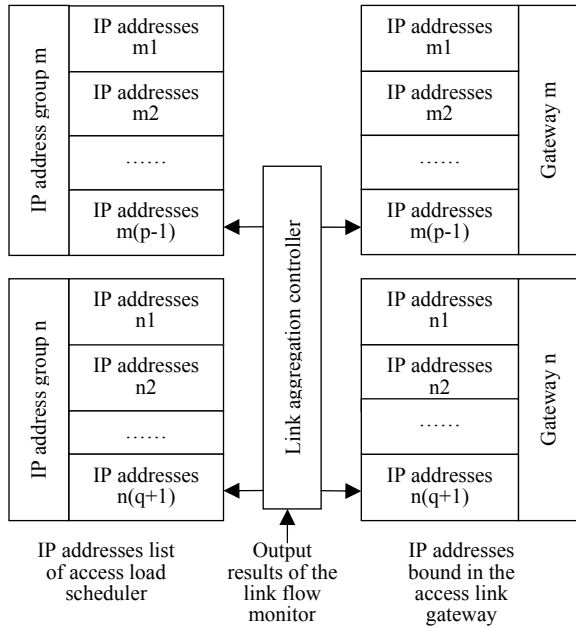 IP address group m
IP addresses
m1
IP addresses
m2
......
IP addresses
m(p-1)
IP address group n
IP addresses
n1
IP addresses
n2
......
IP addresses
n(q+1)
Link aggregation controller
IP addresses
m1
IP addresses
m2
......
IP addresses
m(p-1)
Gateway m
IP addresses
n1
IP addresses
n2
......
IP addresses
n(q+1)
Gateway n
IP addresses list
of access load
scheduler
Output
results of the
link flow
monitor
IP addresses
bound in the
access link
gateway